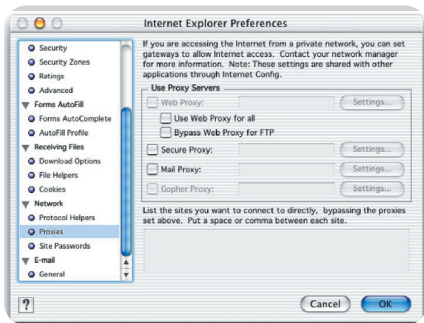 Internet Explorer Preferences
Security
Security Zones
Ratings
Advanced
Forms AutoFill
Forms AutoComplete
AutoFill Profile
Receiving Files
Download Options
File Helpers
Cookies
Network
Protocol Helpers
Proxies
Site Passwords
E-mail
General
If you are accessing the Internet from a private network, you can set
gateways to allow Internet access. Contact your network manager
for more information. Note: These settings are shared with other
applications through Internet Config.
Use Proxy Servers
Web Proxy: Settings...
Use Web Proxy for all
Bypass Web Proxy for FTP
Secure Proxy: Settings...
Mail Proxy: Settings...
Gopher Proxy: Settings...
List the sites you want to connect to directly, bypassing the proxies
set above. Put a space or comma between each site.
?
Cancel OK